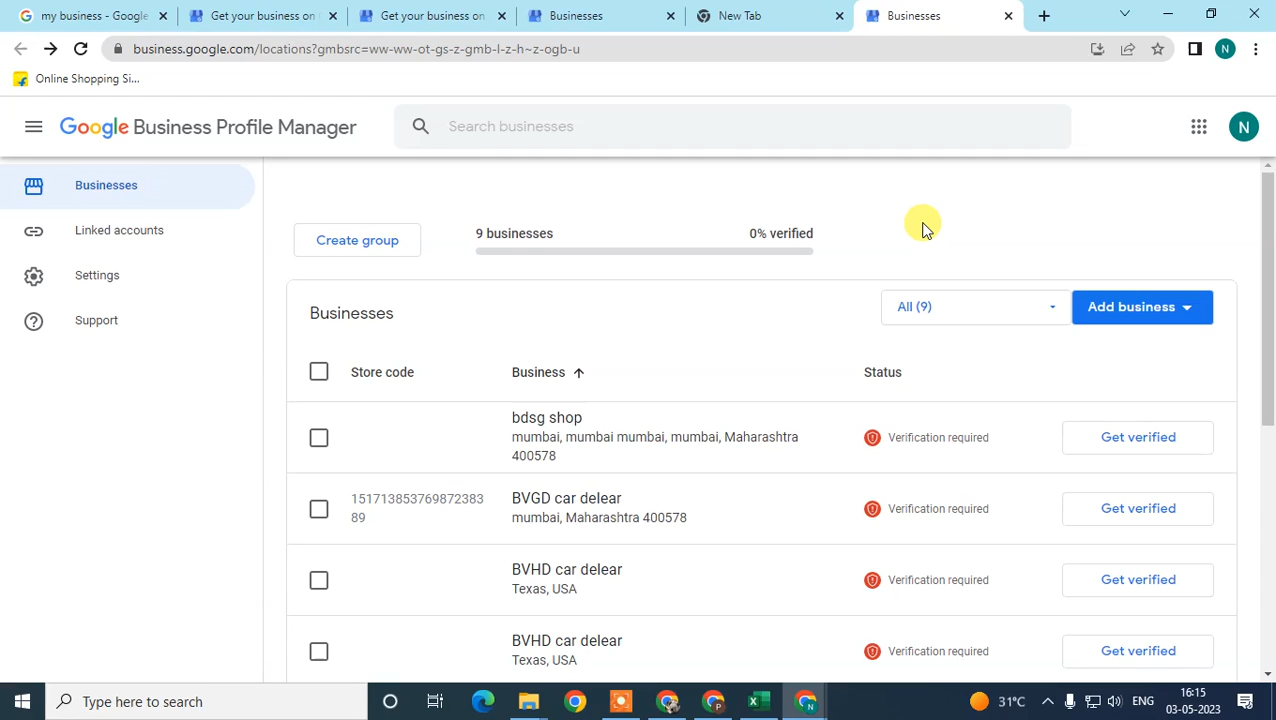 my business - Google
Get your business on
Get your business on
Businesses
New Tab
Businesses
business.google.com/locations?gmbsrc=ww-ww-ot-gs-z-gmb-l-z-h~z-ogb-u
N
Online Shopping Si...
Google Business Profile Manager
Search businesses
N
Businesses
Linked accounts
Settings
Support
Create group
9 businesses
0% verified
Businesses
All (9)
Add business
Store code
Business
Status
bdsg shop
mumbai, mumbai mumbai, mumbai, Maharashtra
400578
Verification required
Get verified
151713853769872383
89
BVGD car delear
mumbai, Maharashtra 400578
Verification required
Get verified
BVHD car delear
Texas, USA
Verification required
Get verified
BVHD car delear
Texas, USA
Verification required
Get verified
Type here to search
31°C
ENG
16:15
03-05-2023